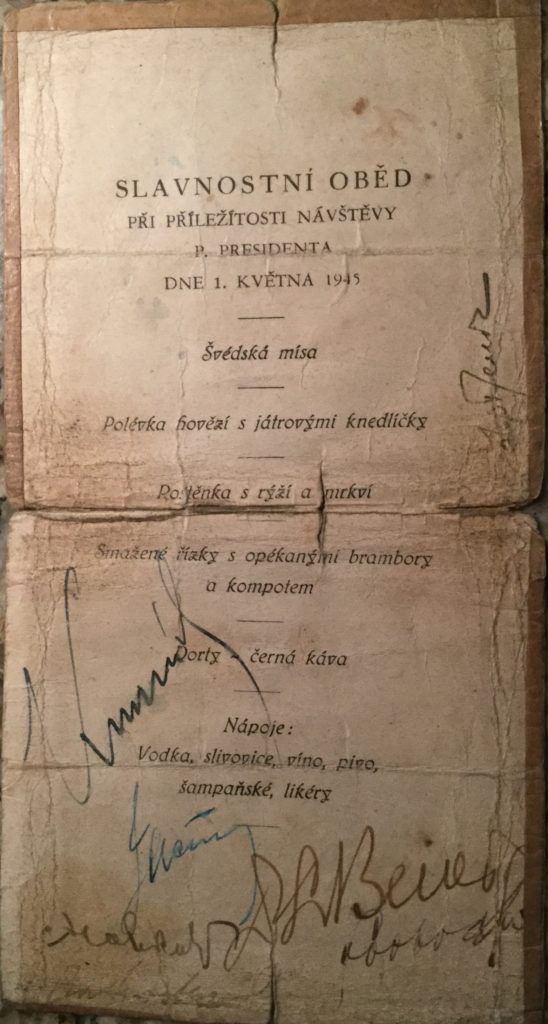 SLAVNOSTNÍ OBĚD
PŘI PŘÍLEŽITOSTI NÁVŠTĚVY
P. PRESIDENTA
DNE 1. KVĚTNA 1945
Švédská mísa
Polévka hovězí s játrovými knedlíčky
Roštěnka s rýží a mrkví
Smažené řízky s opékanými brambory
a kompotem
Dorty – černá káva
Nápoje:
Vodka, slivovice, víno, pivo,
šampaňské, likéry